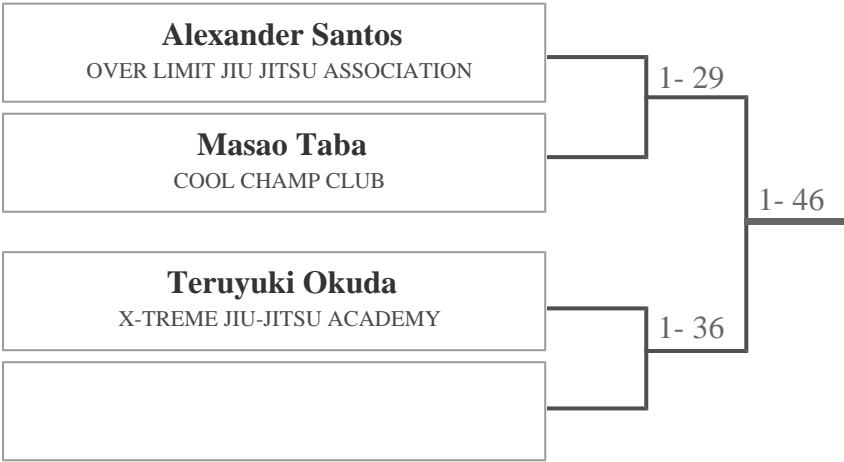 Alexander Santos
OVER LIMIT JIU JITSU ASSOCIATION
1- 29
Masao Taba
COOL CHAMP CLUB
1- 46
Teruyuki Okuda
X-TREME JIU-JITSU ACADEMY
1- 36